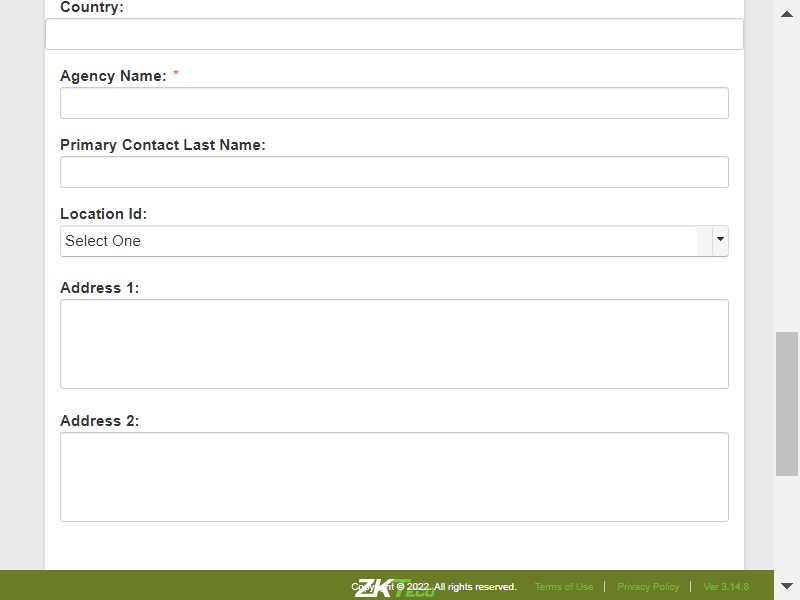 Country:
Agency Name: *
Primary Contact Last Name:
Location Id:
Select One
Address 1:
Address 2:
ZKTeco
© 2022. All rights reserved. Terms of Use | Privacy Policy | Ver 3.14.8